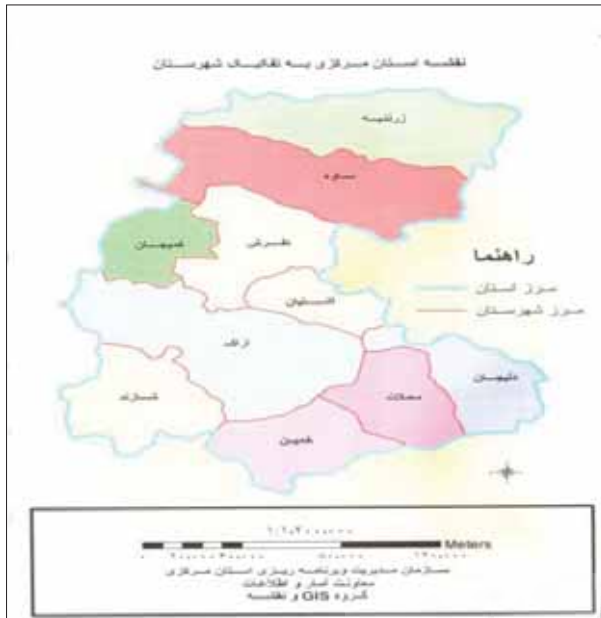 نقشه استان مرکزی به تفکیک شهرستان
زرندیه
ساوه
کمیجان
تفرش
راهنما
مرز استان
مرز شهرستان
آشتیان
اراک
دلیجان
محلات
شازند
خمین
Meters
سازمان مدیریت و برنامه ریزی استان مرکزی
معاونت آمار و اطلاعات
گروه GIS و نقشه